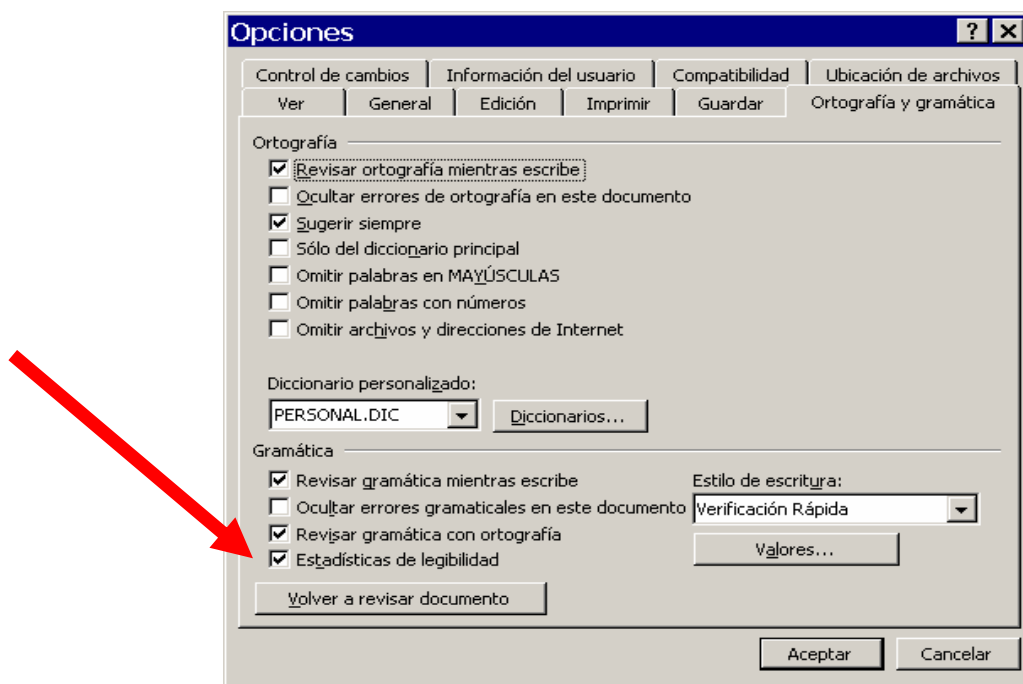 Opciones
Control de cambios Información del usuario Compatibilidad Ubicación de archivos
Ver General Edición Imprimir Guardar Ortografía y gramática
Ortografía
Revisar ortografía mientras escribe
Ocultar errores de ortografía en este documento
Sugerir siempre
Sólo del diccionario principal
Omitir palabras en MAYÚSCULAS
Omitir palabras con números
Omitir archivos y direcciones de Internet
Diccionario personalizado:
PERSONAL.DIC Diccionarios...
Gramática
Revisar gramática mientras escribe Estilo de escritura:
Ocultar errores gramaticales en este documento Verificación Rápida
Revisar gramática con ortografía
Valores...
Estadísticas de legibilidad
Volver a revisar documento
Aceptar Cancelar